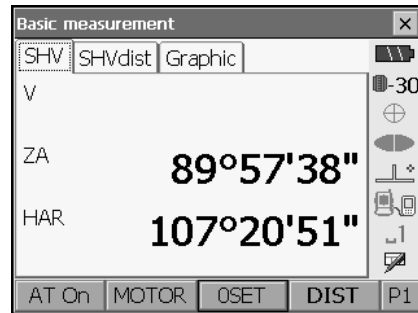 Basic measurement
SHV SHVdist Graphic
V
-30
ZA 89°57'38"
HAR 107°20'51"
1
AT On MOTOR 0SET DIST P1